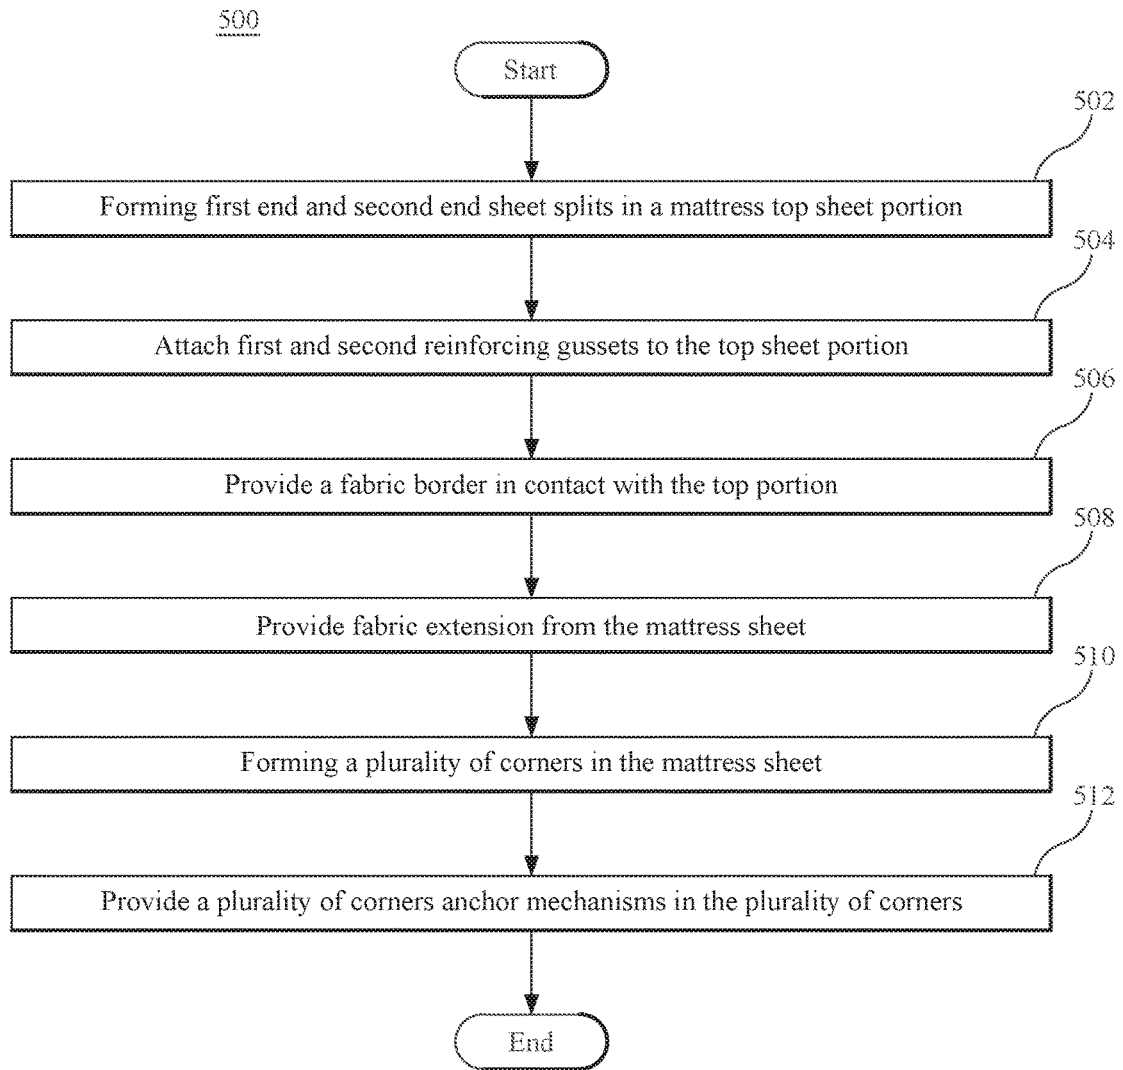 500
Start
502
Forming first end and second end sheet splits in a mattress top sheet portion
504
Attach first and second reinforcing gussets to the top sheet portion
506
Provide a fabric border in contact with the top portion
508
Provide fabric extension from the mattress sheet
510
Forming a plurality of corners in the mattress sheet
512
Provide a plurality of corners anchor mechanisms in the plurality of corners
End